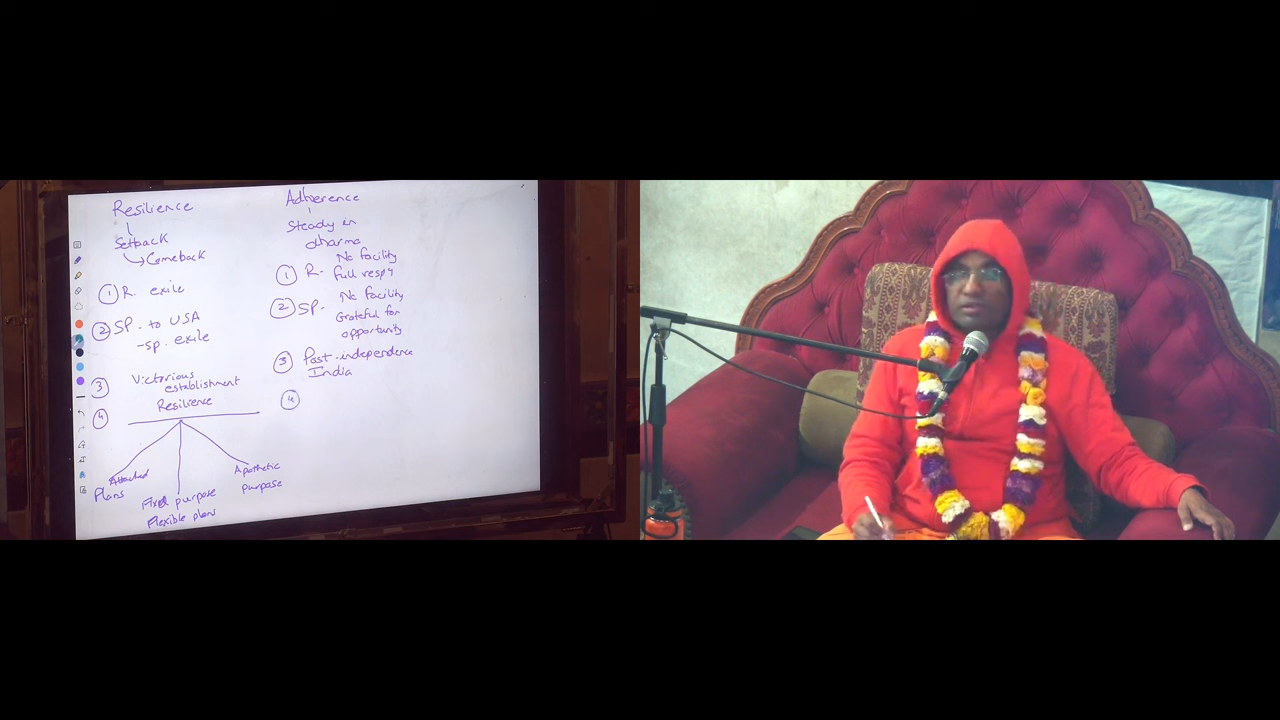 Resilience
Setback
Comeback
1 R. exile
2 SP. to USA
- sp. exile
3 Victorious
establishment
4 Resilience
Attached
Plans
Fixed purpose
Flexible plans
Apathetic
purpose
Adherence
Steady in
dharma
1 R. No facility
full respy
2 SP. No facility
Grateful for
opportunity
3 Post-independence
India
4